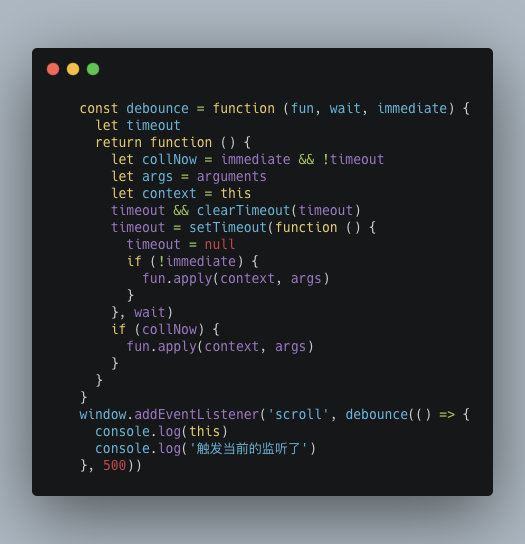 const debounce = function (fun, wait, immediate) {
  let timeout
  return function () {
    let collNow = immediate && !timeout
    let args = arguments
    let context = this
    timeout && clearTimeout(timeout)
    timeout = setTimeout(function () {
      timeout = null
      if (!immediate) {
        fun.apply(context, args)
      }
    }, wait)
    if (collNow) {
      fun.apply(context, args)
    }
  }
}
window.addEventListener('scroll', debounce(() => {
  console.log(this)
  console.log('触发当前的监听了')
}, 500))